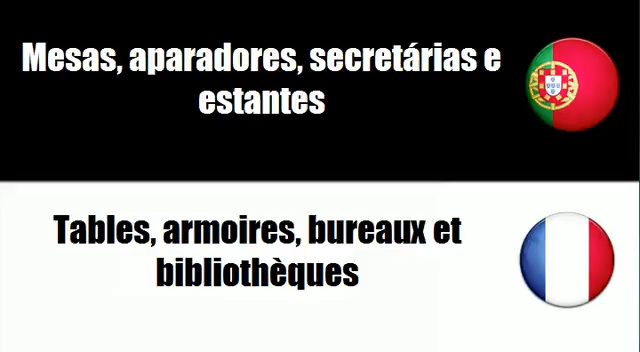 Mesas, aparadores, secretárias e
estantes
Tables, armoires, bureaux et
bibliothèques